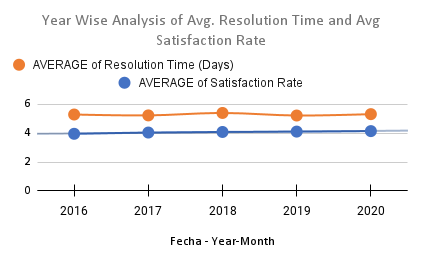 Year Wise Analysis of Avg. Resolution Time and Avg
Satisfaction Rate
AVERAGE of Resolution Time (Days)
AVERAGE of Satisfaction Rate
6
4
2
0
2016 2017 2018 2019 2020
Fecha - Year-Month